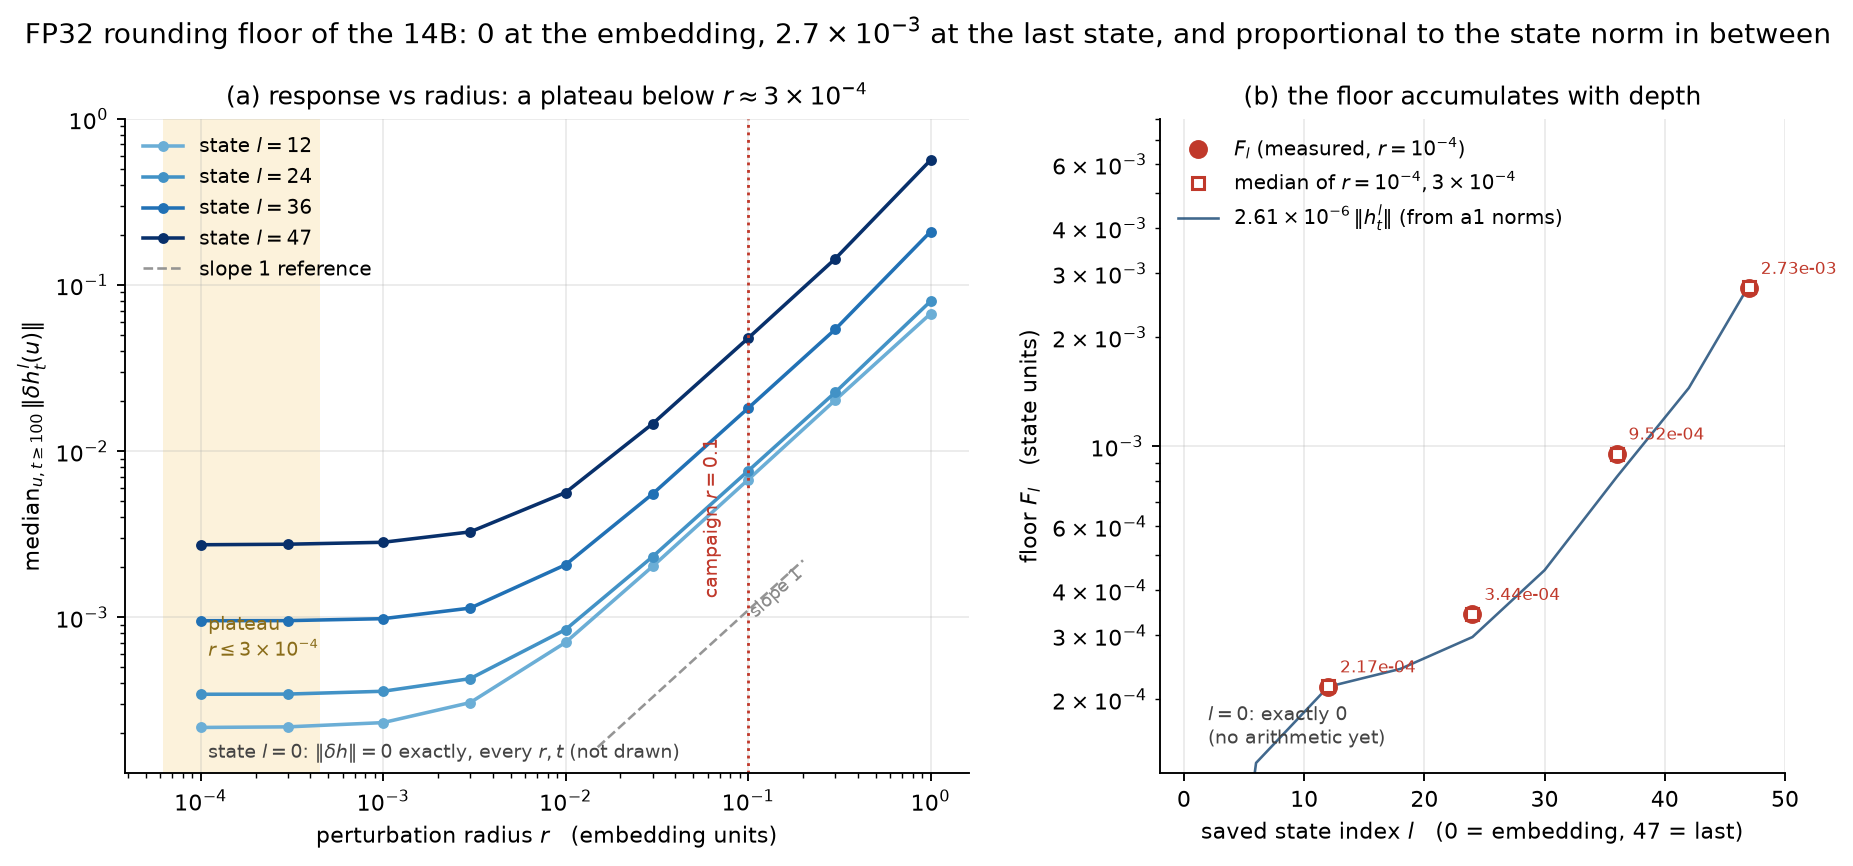 FP32 rounding floor of the 14B: 0 at the embedding, 2.7 × 10⁻³ at the last state, and proportional to the state norm in between
(a) response vs radius: a plateau below r ≈ 3 × 10⁻⁴
10⁰
10⁻¹
10⁻²
10⁻³
median_{u, t ≥ 100} ‖δh_t^l(u)‖
state l = 12
state l = 24
state l = 36
state l = 47
slope 1 reference
campaign r = 0.1
slope 1
plateau
r ≤ 3 × 10⁻⁴
state l = 0: ‖δh‖ = 0 exactly, every r, t (not drawn)
10⁻⁴
10⁻³
10⁻²
10⁻¹
10⁰
perturbation radius r (embedding units)
(b) the floor accumulates with depth
6 × 10⁻³
4 × 10⁻³
3 × 10⁻³
2 × 10⁻³
10⁻³
6 × 10⁻⁴
4 × 10⁻⁴
3 × 10⁻⁴
2 × 10⁻⁴
floor F_l (state units)
F_l (measured, r = 10⁻⁴)
median of r = 10⁻⁴, 3 × 10⁻⁴
2.61 × 10⁻⁶ ‖h_t^l‖ (from a1 norms)
2.73e-03
9.52e-04
3.44e-04
2.17e-04
l = 0: exactly 0
(no arithmetic yet)
0
10
20
30
40
50
saved state index l (0 = embedding, 47 = last)